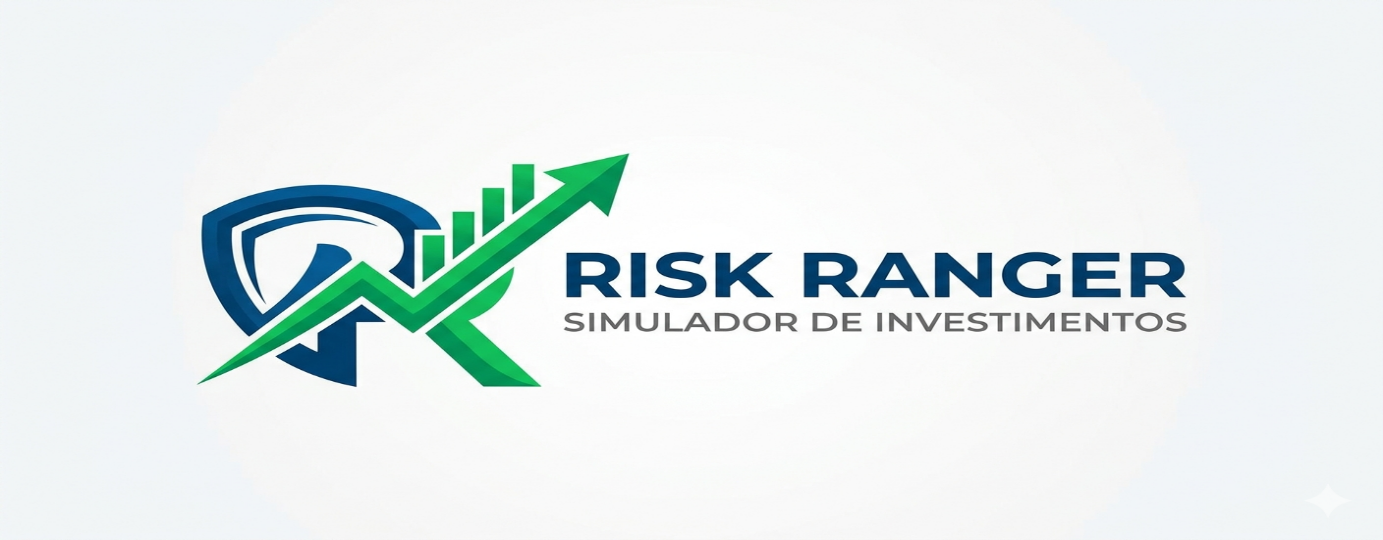 RISK RANGER
SIMULADOR DE INVESTIMENTOS